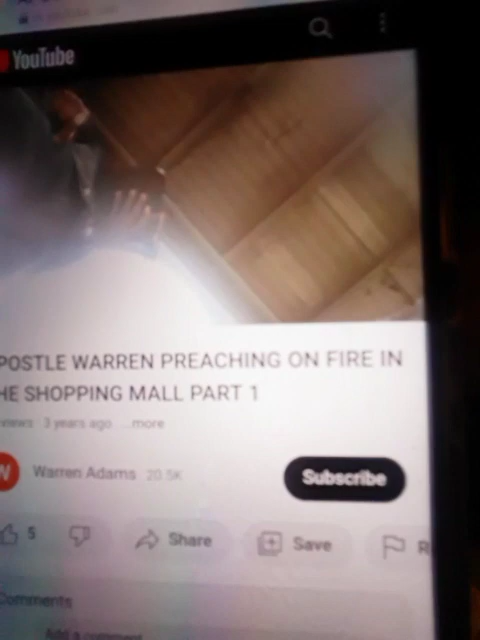 YouTube
POSTLE WARREN PREACHING ON FIRE IN
HE SHOPPING MALL PART 1
views 3 years ago ...more
W Warren Adams 20.5K Subscribe
5 Share Save R
Comments
Add a comment